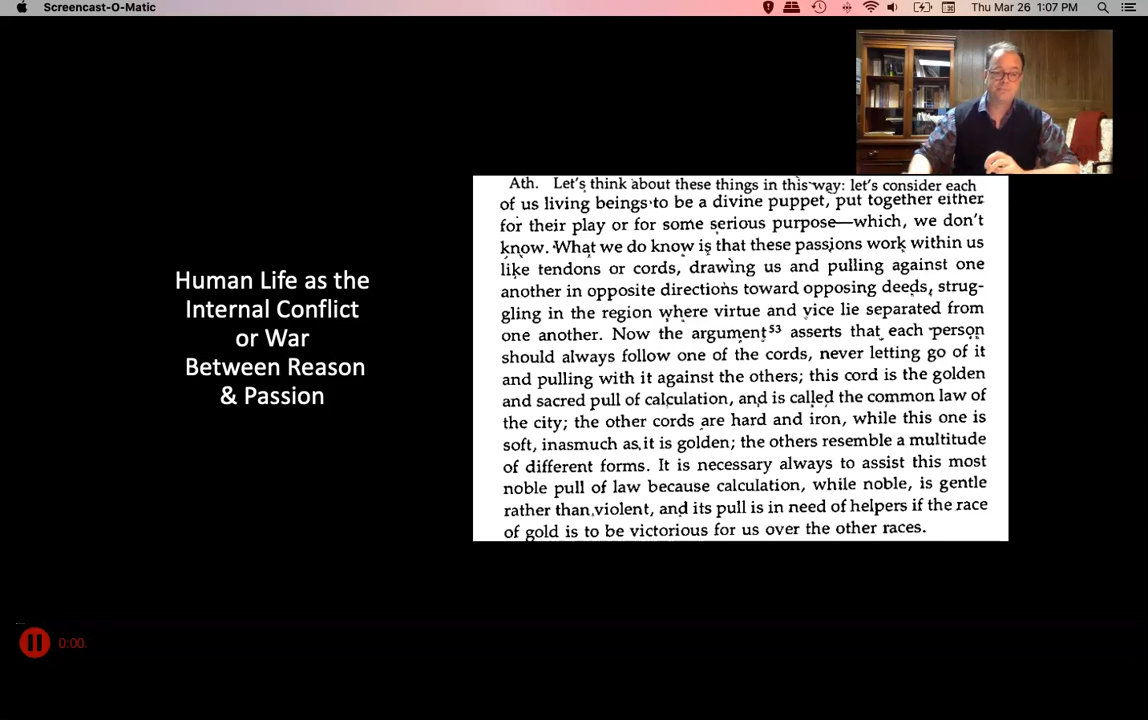 Screencast-O-Matic
Thu Mar 26 1:07 PM
Human Life as the
Internal Conflict
or War
Between Reason
& Passion
Ath. Let's think about these things in this way: let's consider each
of us living beings to be a divine puppet, put together either
for their play or for some serious purpose—which, we don't
know. What we do know is that these passions work within us
like tendons or cords, drawing us and pulling against one
another in opposite directions toward opposing deeds, strug-
gling in the region where virtue and vice lie separated from
one another. Now the argument⁵³ asserts that each person
should always follow one of the cords, never letting go of it
and pulling with it against the others; this cord is the golden
and sacred pull of calculation, and is called the common law of
the city; the other cords are hard and iron, while this one is
soft, inasmuch as it is golden; the others resemble a multitude
of different forms. It is necessary always to assist this most
noble pull of law because calculation, while noble, is gentle
rather than violent, and its pull is in need of helpers if the race
of gold is to be victorious for us over the other races.
0:00.